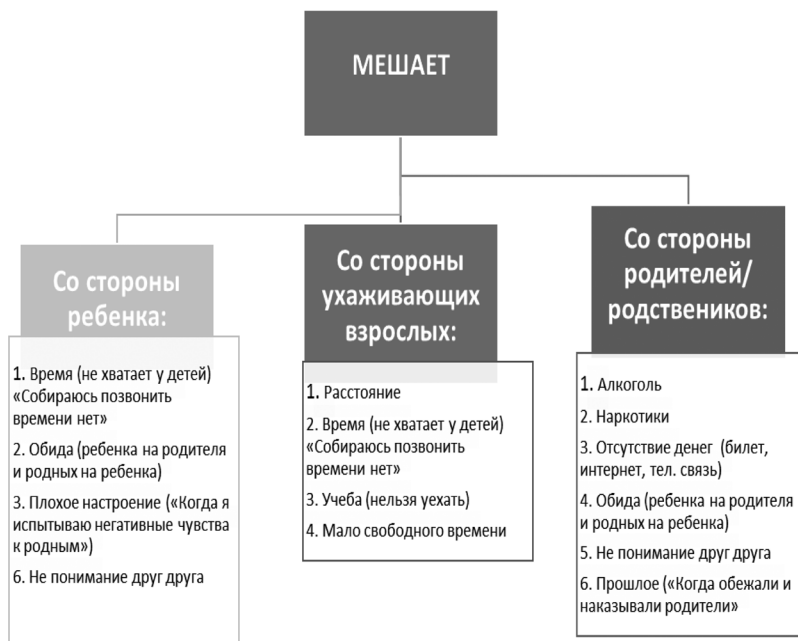 МЕШАЕТ
Со стороны
ребенка:
1. Время (не хватает у детей)
«Собираюсь позвонить
времени нет»
2. Обида (ребенка на родителя
и родных на ребенка)
3. Плохое настроение («Когда я
испытываю негативные чувства
к родным»)
6. Не понимание друг друга
Со стороны
ухаживающих
взрослых:
1. Расстояние
2. Время (не хватает у детей)
«Собираюсь позвонить
времени нет»
3. Учеба (нельзя уехать)
4. Мало свободного времени
Со стороны
родителей/
родствеников:
1. Алкоголь
2. Наркотики
3. Отсутствие денег (билет,
интернет, тел. связь)
4. Обида (ребенка на родителя
и родных на ребенка)
5. Не понимание друг друга
6. Прошлое («Когда обежали и
наказывали родители»